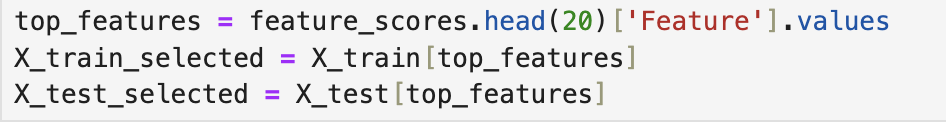 top_features = feature_scores.head(20)['Feature'].values
X_train_selected = X_train[top_features]
X_test_selected = X_test[top_features]